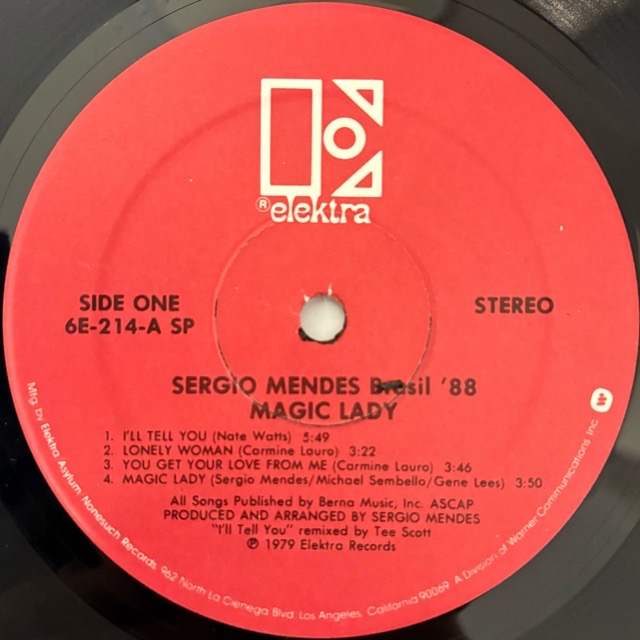 ® elektra
SIDE ONE
6E-214-A SP
STEREO
SERGIO MENDES Brasil '88
MAGIC LADY
1. I'LL TELL YOU (Nate Watts) 5:49
2. LONELY WOMAN (Carmine Lauro) 3:22
3. YOU GET YOUR LOVE FROM ME (Carmine Lauro) 3:46
4. MAGIC LADY (Sergio Mendes/Michael Sembello/Gene Lees) 3:50
All Songs Published by Berna Music, Inc. ASCAP
PRODUCED AND ARRANGED BY SERGIO MENDES
"I'll Tell You" remixed by Tee Scott
℗ 1979 Elektra Records
Mfg. by Elektra/Asylum/Nonesuch Records, 962 North La Cienega Blvd. Los Angeles, California 90069. A Division of Warner Communications Inc.